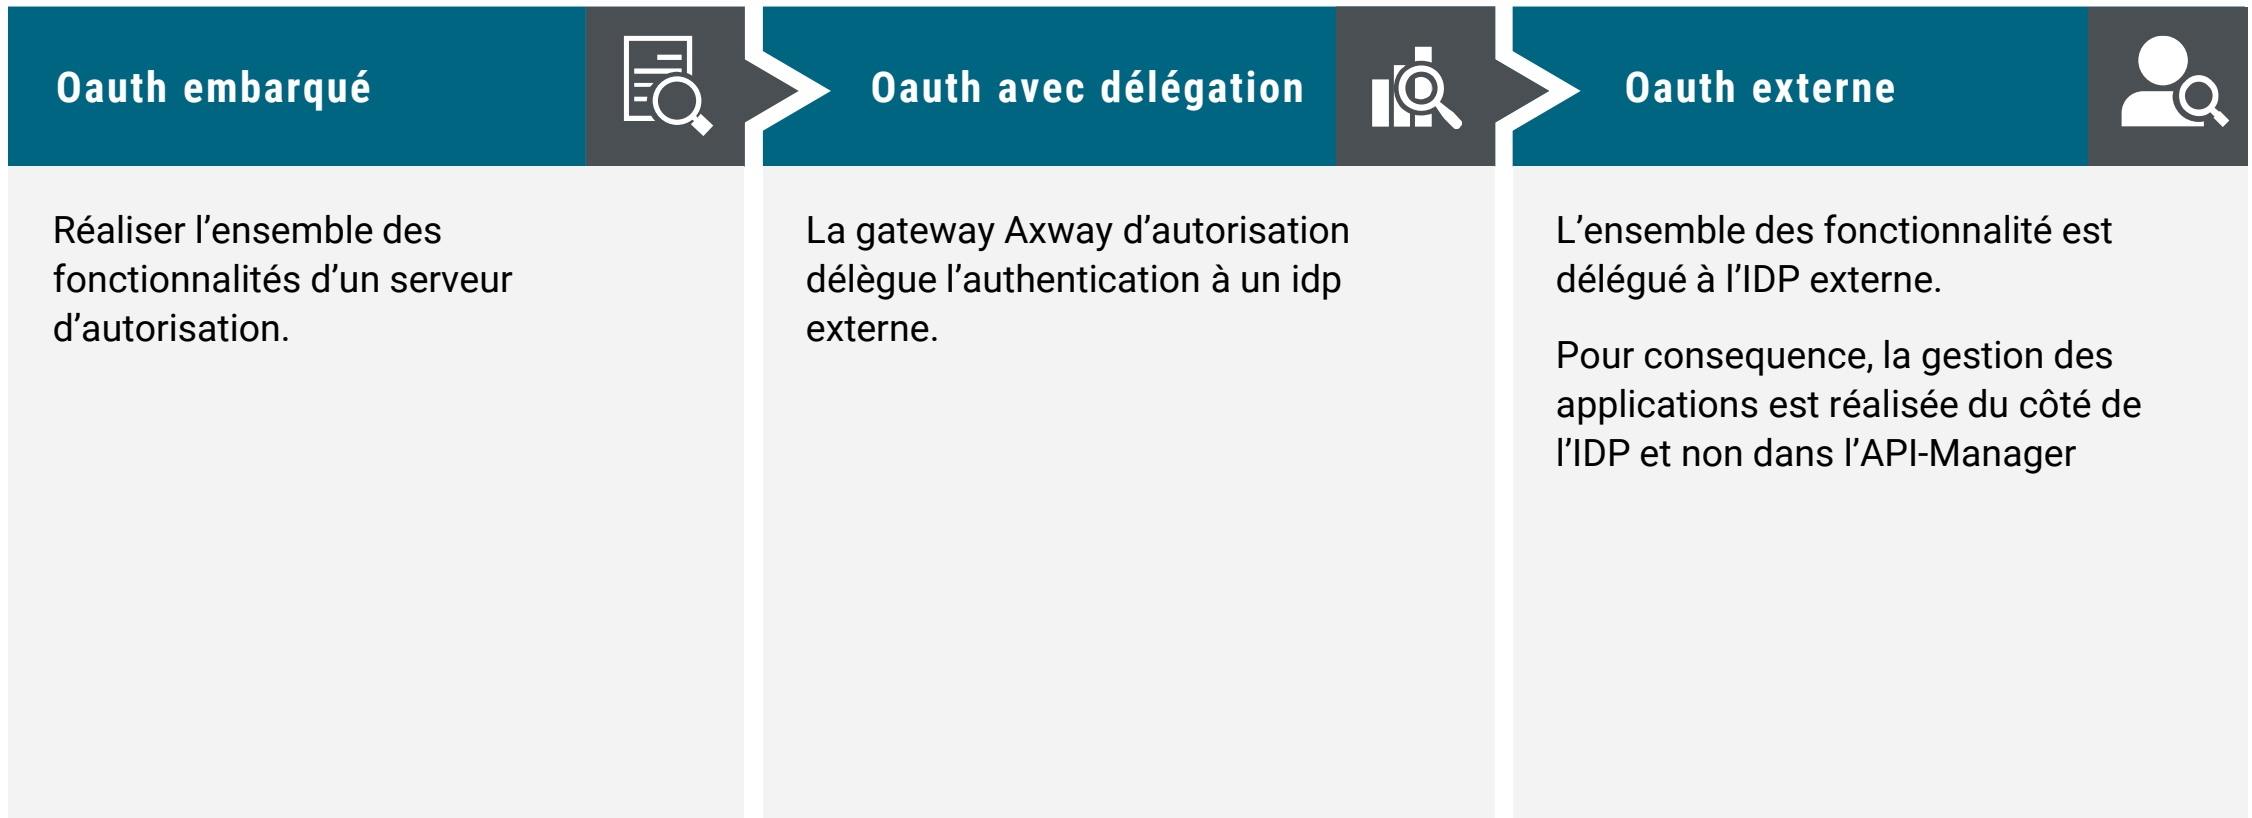 Oauth embarqué
Réaliser l’ensemble des
fonctionnalités d’un serveur
d’autorisation.
Oauth avec délégation
La gateway Axway d’autorisation
délègue l’authentication à un idp
externe.
Oauth externe
L’ensemble des fonctionnalité est
délégué à l’IDP externe.
Pour consequence, la gestion des
applications est réalisée du côté de
l’IDP et non dans l’API-Manager